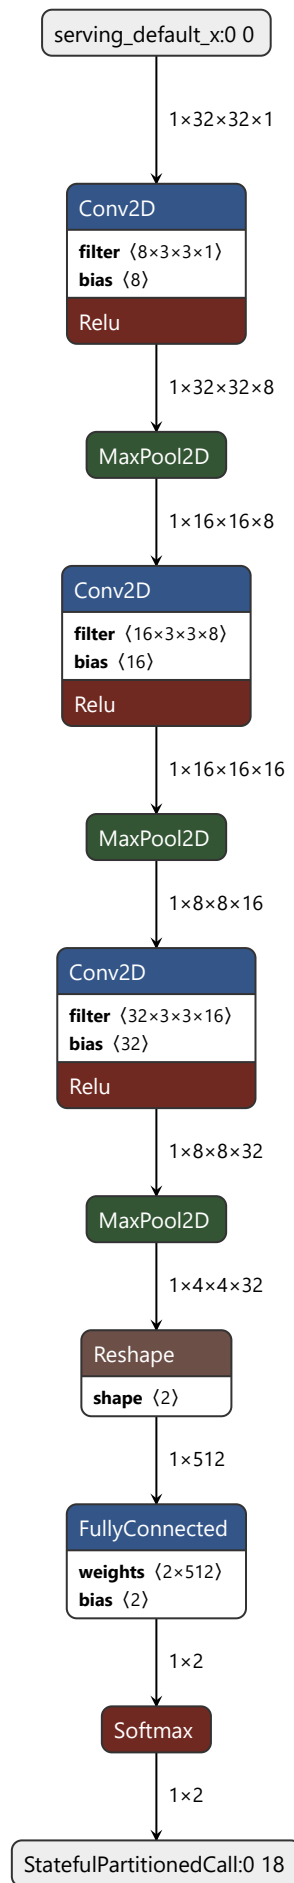 serving_default_x:0 0
1×32×32×1
Conv2D
filter ⟨8×3×3×1⟩
bias ⟨8⟩
Relu
1×32×32×8
MaxPool2D
1×16×16×8
Conv2D
filter ⟨16×3×3×8⟩
bias ⟨16⟩
Relu
1×16×16×16
MaxPool2D
1×8×8×16
Conv2D
filter ⟨32×3×3×16⟩
bias ⟨32⟩
Relu
1×8×8×32
MaxPool2D
1×4×4×32
Reshape
shape ⟨2⟩
1×512
FullyConnected
weights ⟨2×512⟩
bias ⟨2⟩
1×2
Softmax
1×2
StatefulPartitionedCall:0 18